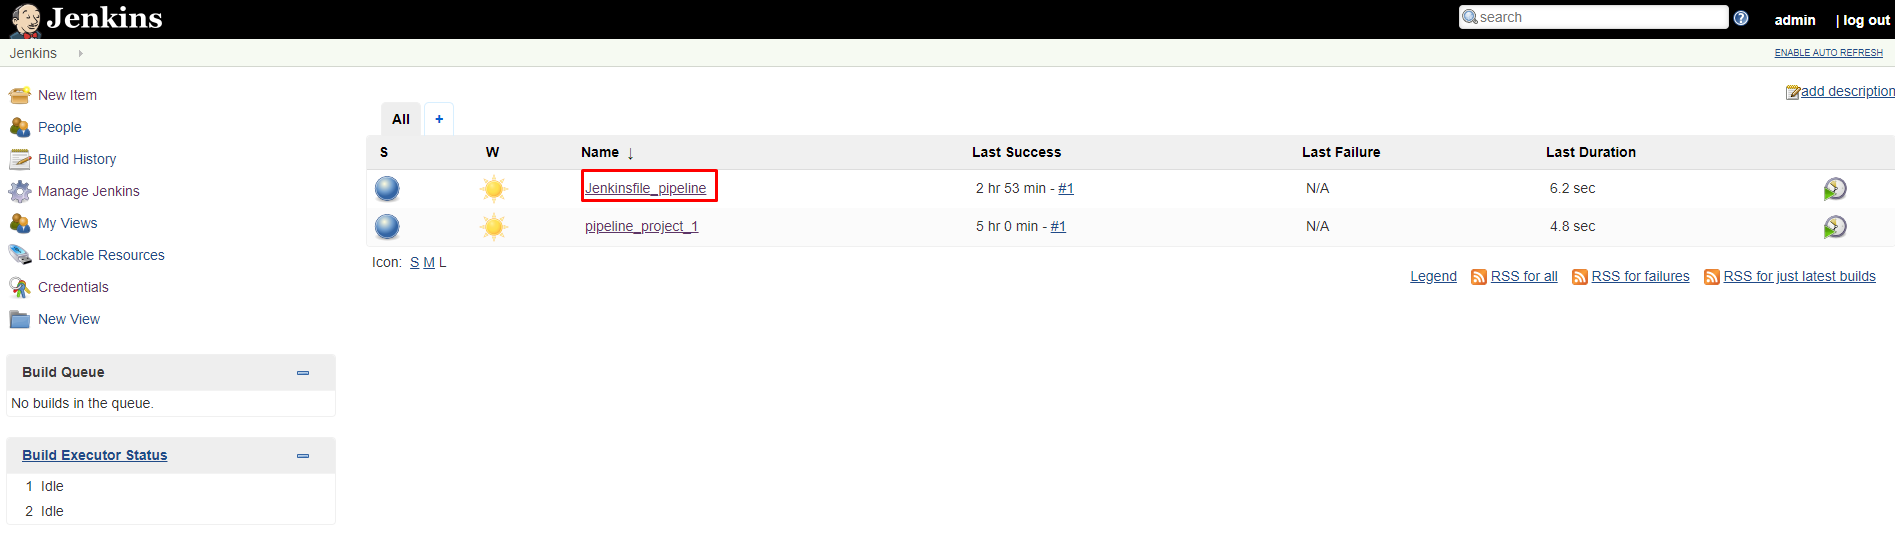 Jenkins
search
admin
| log out
Jenkins
ENABLE AUTO REFRESH
New Item
People
Build History
Manage Jenkins
My Views
Lockable Resources
Credentials
New View
add description
All +
S W Name ↓ Last Success Last Failure Last Duration
Jenkinsfile_pipeline 2 hr 53 min - #1 N/A 6.2 sec
pipeline_project_1 5 hr 0 min - #1 N/A 4.8 sec
Icon: S M L
Legend RSS for all RSS for failures RSS for just latest builds
Build Queue
No builds in the queue.
Build Executor Status
1 Idle
2 Idle